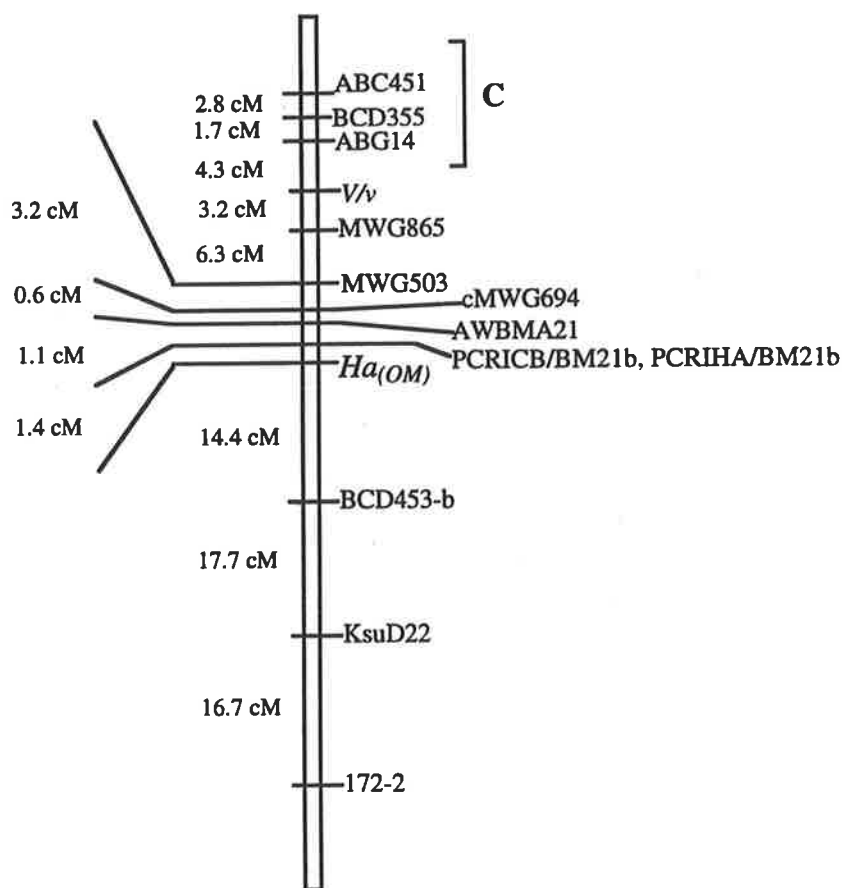 ABC451
C
2.8 cM
BCD355
1.7 cM
ABG14
4.3 cM
V/v
3.2 cM
3.2 cM
MWG865
6.3 cM
MWG503
0.6 cM
cMWG694
AWBMA21
1.1 cM
PCRICB/BM21b, PCRIHA/BM21b
Ha(OM)
1.4 cM
14.4 cM
BCD453-b
17.7 cM
KsuD22
16.7 cM
172-2